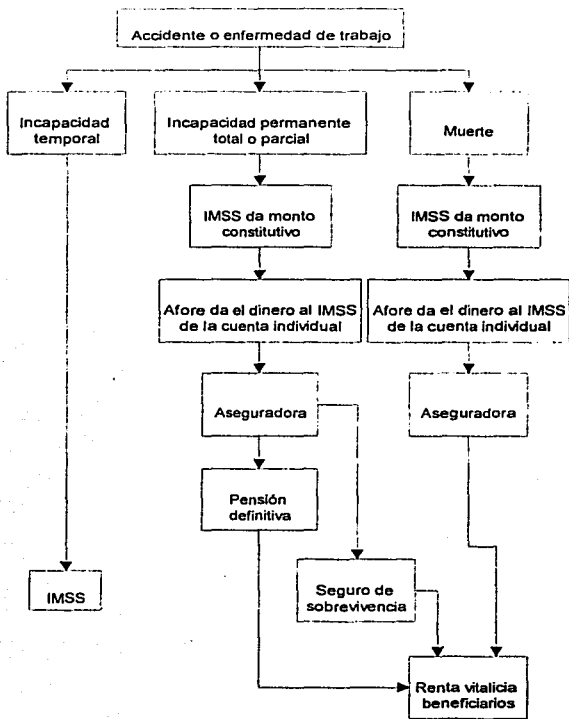 Accidente o enfermedad de trabajo
Incapacidad
temporal
Incapacidad permanente
total o parcial
Muerte
IMSS da monto
constitutivo
IMSS da monto
constitutivo
Afore da el dinero al IMSS
de la cuenta individual
Afore da el dinero al IMSS
de la cuenta individual
Aseguradora
Aseguradora
Pensión
definitiva
IMSS
Seguro de
sobrevivencia
Renta vitalicia
beneficiarios